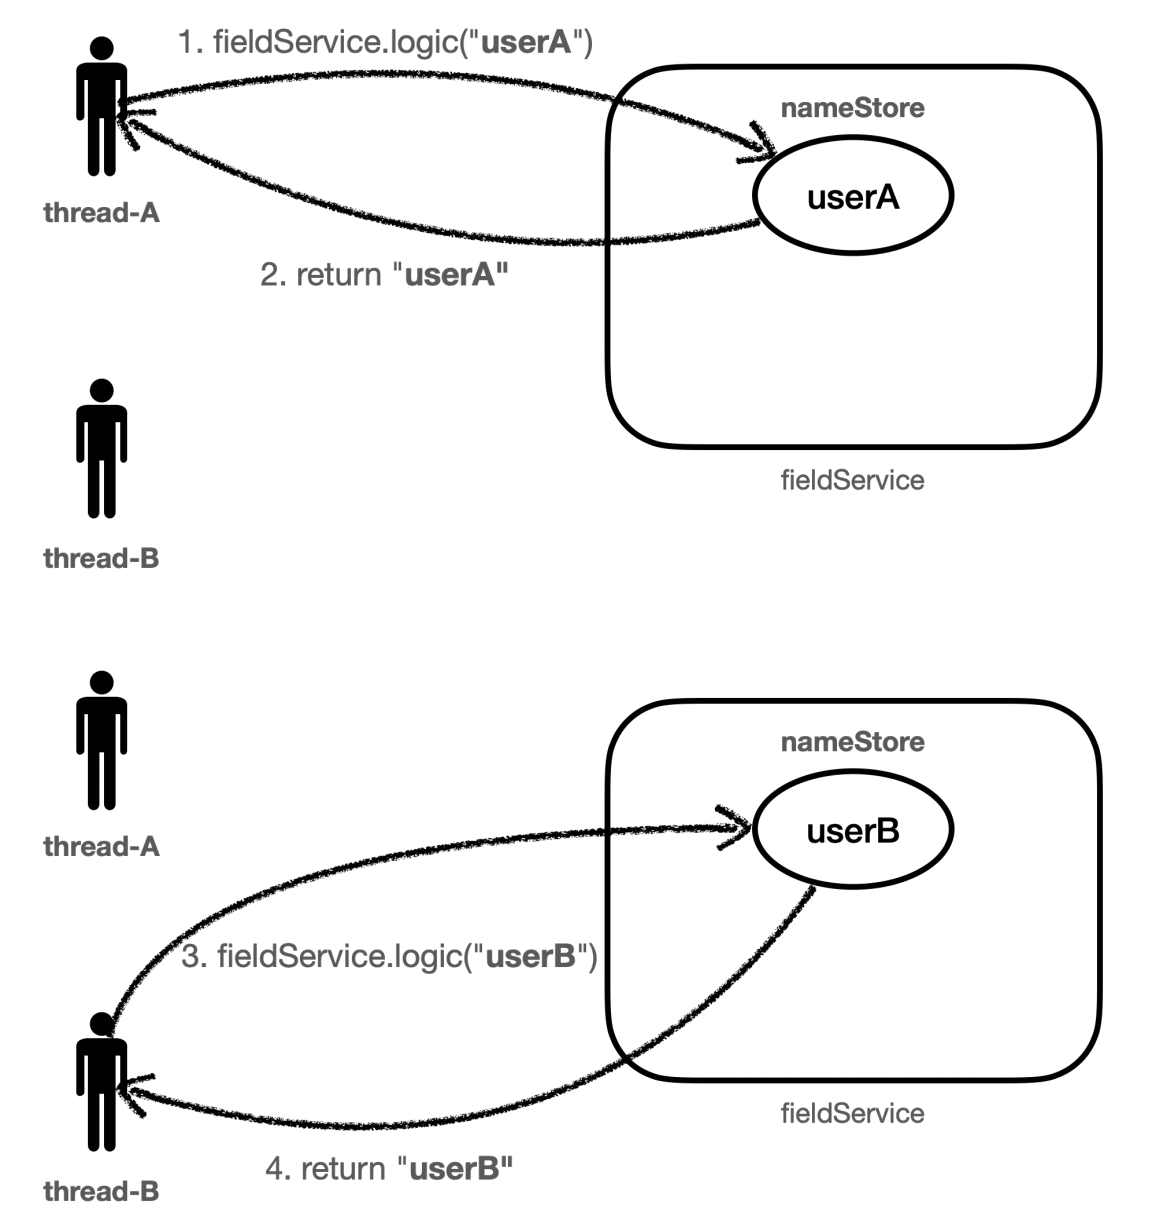 1. fieldService.logic("userA")
nameStore
userA
thread-A
2. return "userA"
fieldService
thread-B
nameStore
userB
thread-A
3. fieldService.logic("userB")
fieldService
4. return "userB"
thread-B